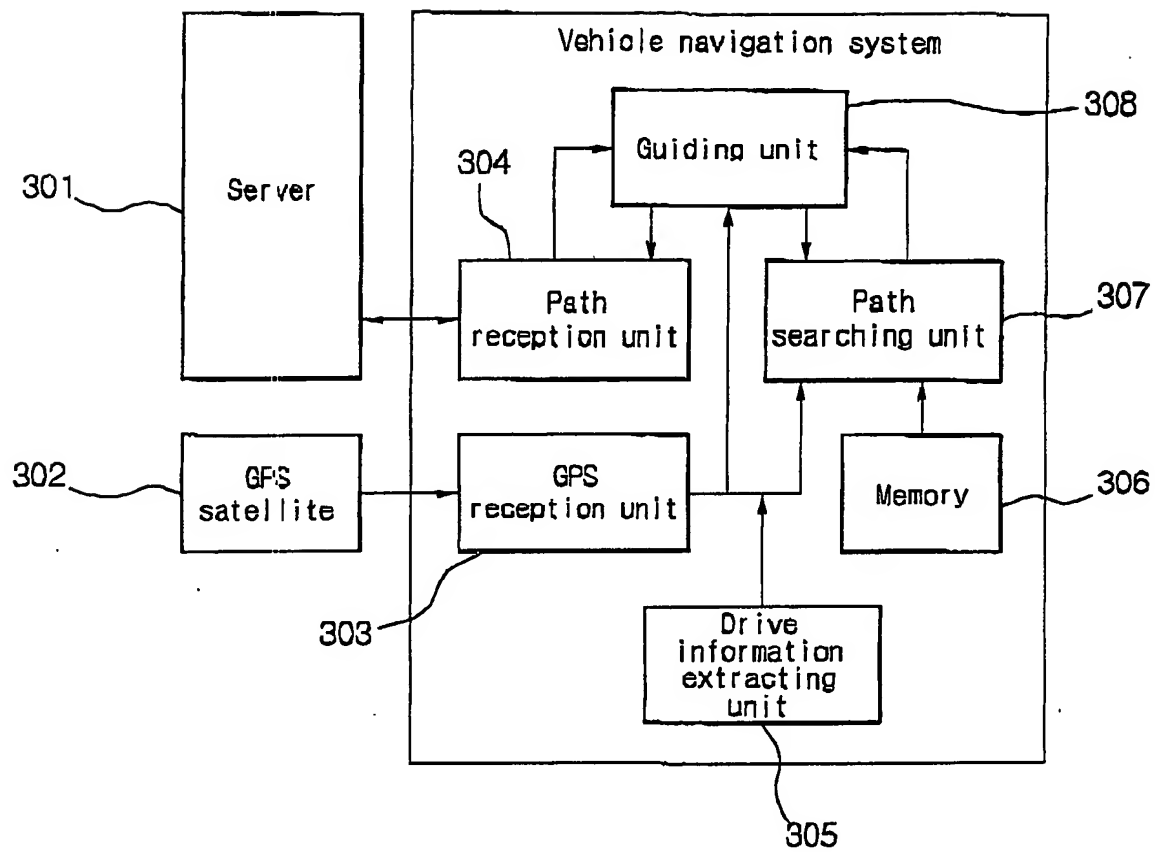 Vehicle navigation system
308
Guiding unit
304
301
Server
Path
reception unit
Path
searching unit
307
302
GPS
satellite
GPS
reception unit
Memory
306
303
Drive
information
extracting
unit
305